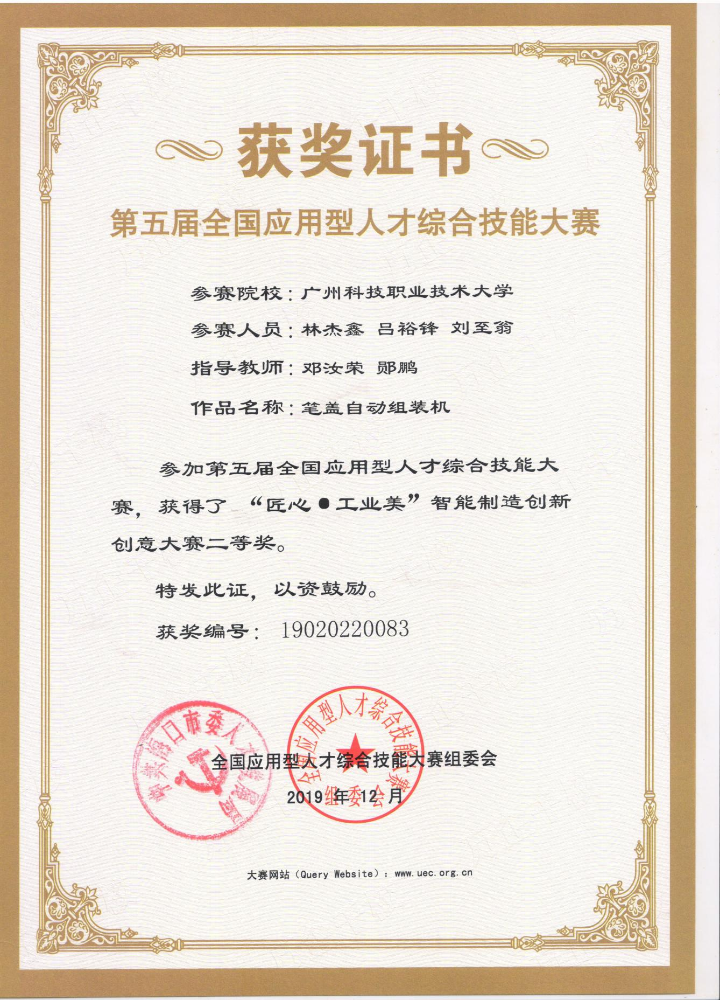 获奖证书
第五届全国应用型人才综合技能大赛
参赛院校：广州科技职业技术大学
参赛人员：林杰鑫 吕裕锋 刘至翁
指导教师：邓汝荣 郧鹏
作品名称：笔盖自动组装机
参加第五届全国应用型人才综合技能大
赛，获得了 “匠心●工业美”智能制造创新
创意大赛二等奖。
特发此证，以资鼓励。
获奖编号： 19020220083
全国应用型人才综合技能大赛
组委会
中共海口市委人才发展局
全国应用型人才综合技能大赛组委会
2019 年 12 月
大赛网站（Query Website）：www.uec.org.cn